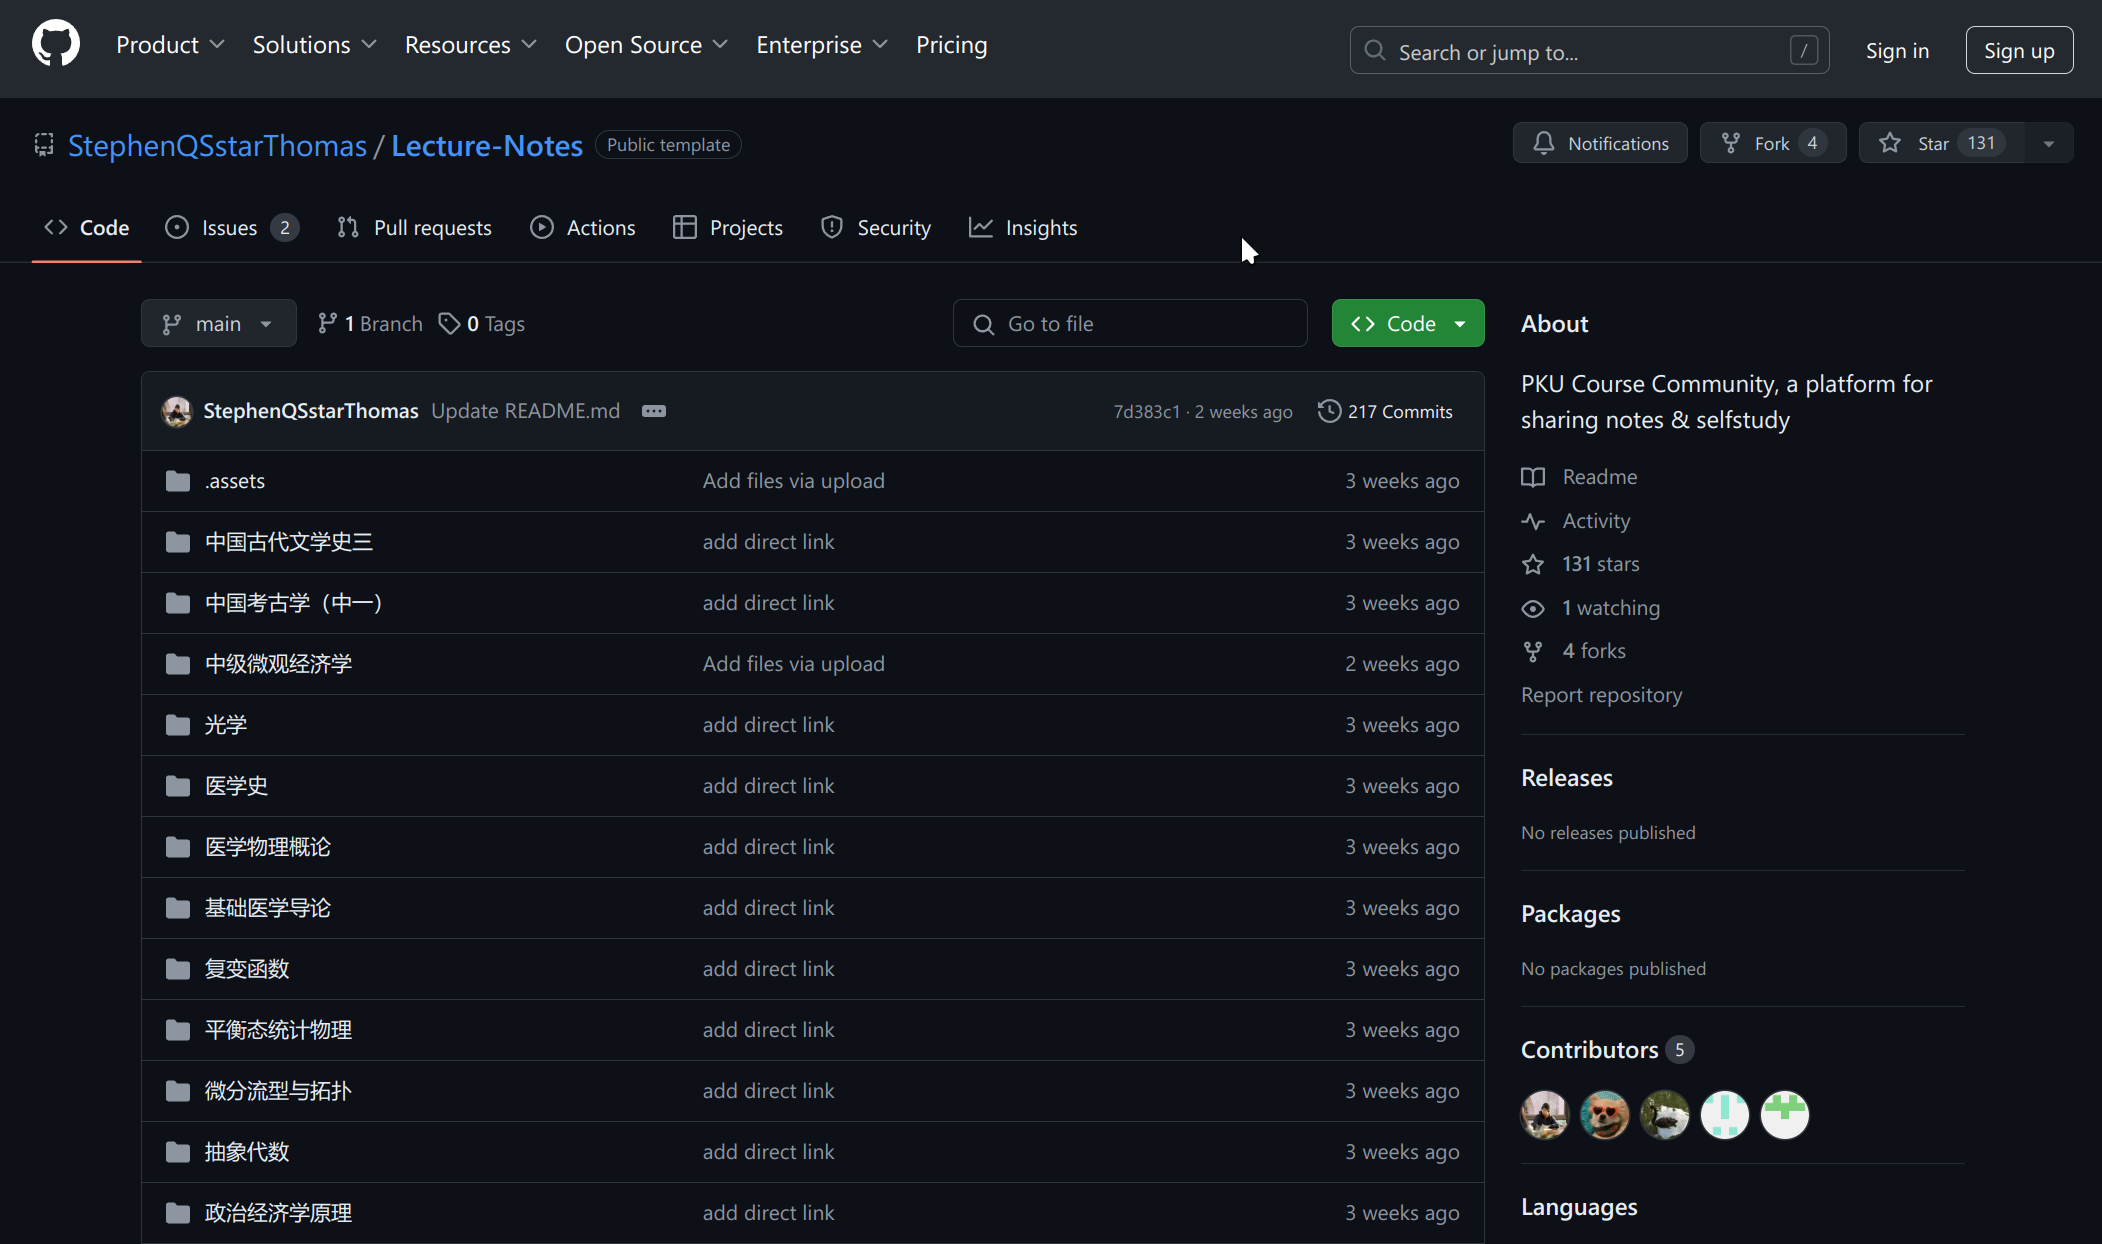 Product Solutions Resources Open Source Enterprise Pricing Search or jump to... / Sign in Sign up
StephenQSstarThomas / Lecture-Notes Public template Notifications Fork 4 Star 131
Code Issues 2 Pull requests Actions Projects Security Insights
main 1 Branch 0 Tags Go to file Code
StephenQSstarThomas Update README.md 7d383c1 · 2 weeks ago 217 Commits
.assets Add files via upload 3 weeks ago
中国古代文学史三 add direct link 3 weeks ago
中国考古学（中一） add direct link 3 weeks ago
中级微观经济学 Add files via upload 2 weeks ago
光学 add direct link 3 weeks ago
医学史 add direct link 3 weeks ago
医学物理概论 add direct link 3 weeks ago
基础医学导论 add direct link 3 weeks ago
复变函数 add direct link 3 weeks ago
平衡态统计物理 add direct link 3 weeks ago
微分流型与拓扑 add direct link 3 weeks ago
抽象代数 add direct link 3 weeks ago
政治经济学原理 add direct link 3 weeks ago
About
PKU Course Community, a platform for
sharing notes & selfstudy
Readme
Activity
131 stars
1 watching
4 forks
Report repository
Releases
No releases published
Packages
No packages published
Contributors 5
Languages